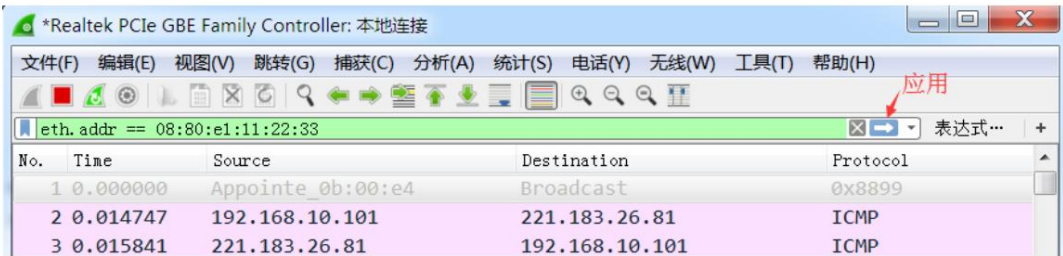 *Realtek PCIe GBE Family Controller: 本地连接
文件(F) 编辑(E) 视图(V) 跳转(G) 捕获(C) 分析(A) 统计(S) 电话(Y) 无线(W) 工具(T) 帮助(H)
应用
eth.addr == 08:80:e1:11:22:33 表达式… +
No. Time Source Destination Protocol
1 0.000000 Appointe_0b:00:e4 Broadcast 0x8899
2 0.014747 192.168.10.101 221.183.26.81 ICMP
3 0.015841 221.183.26.81 192.168.10.101 ICMP